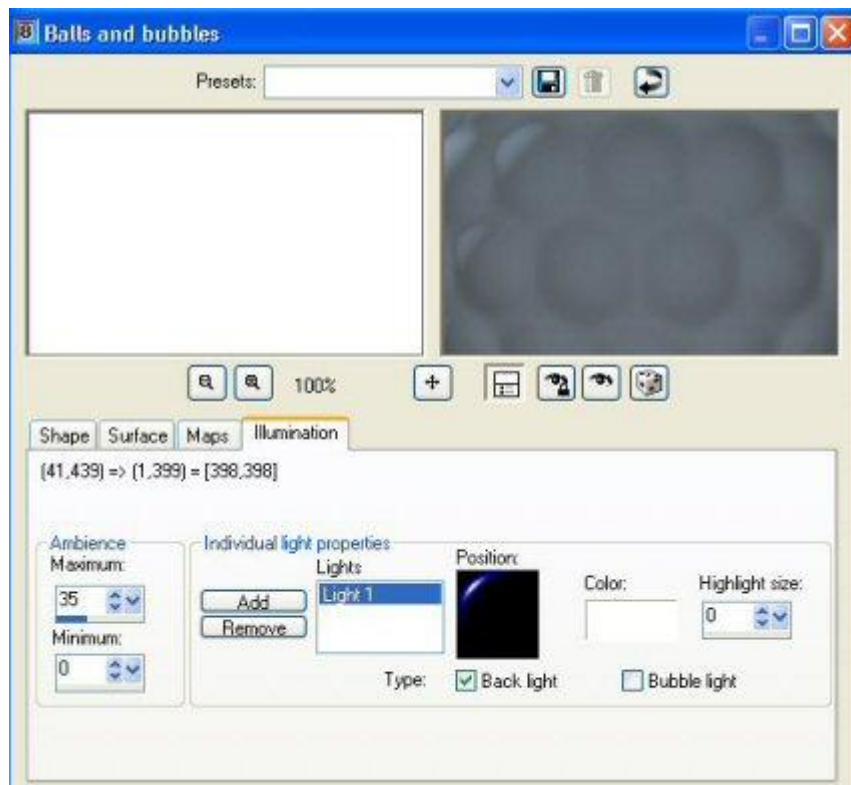 Balls and bubbles
Presets:
100%
Shape Surface Maps Illumination
(41,439) => (1,399) = [398,398]
Ambience
Maximum:
35
Minimum:
0
Individual light properties
Lights
Light 1
Add
Remove
Position:
Color:
Highlight size:
0
Type: Back light Bubble light